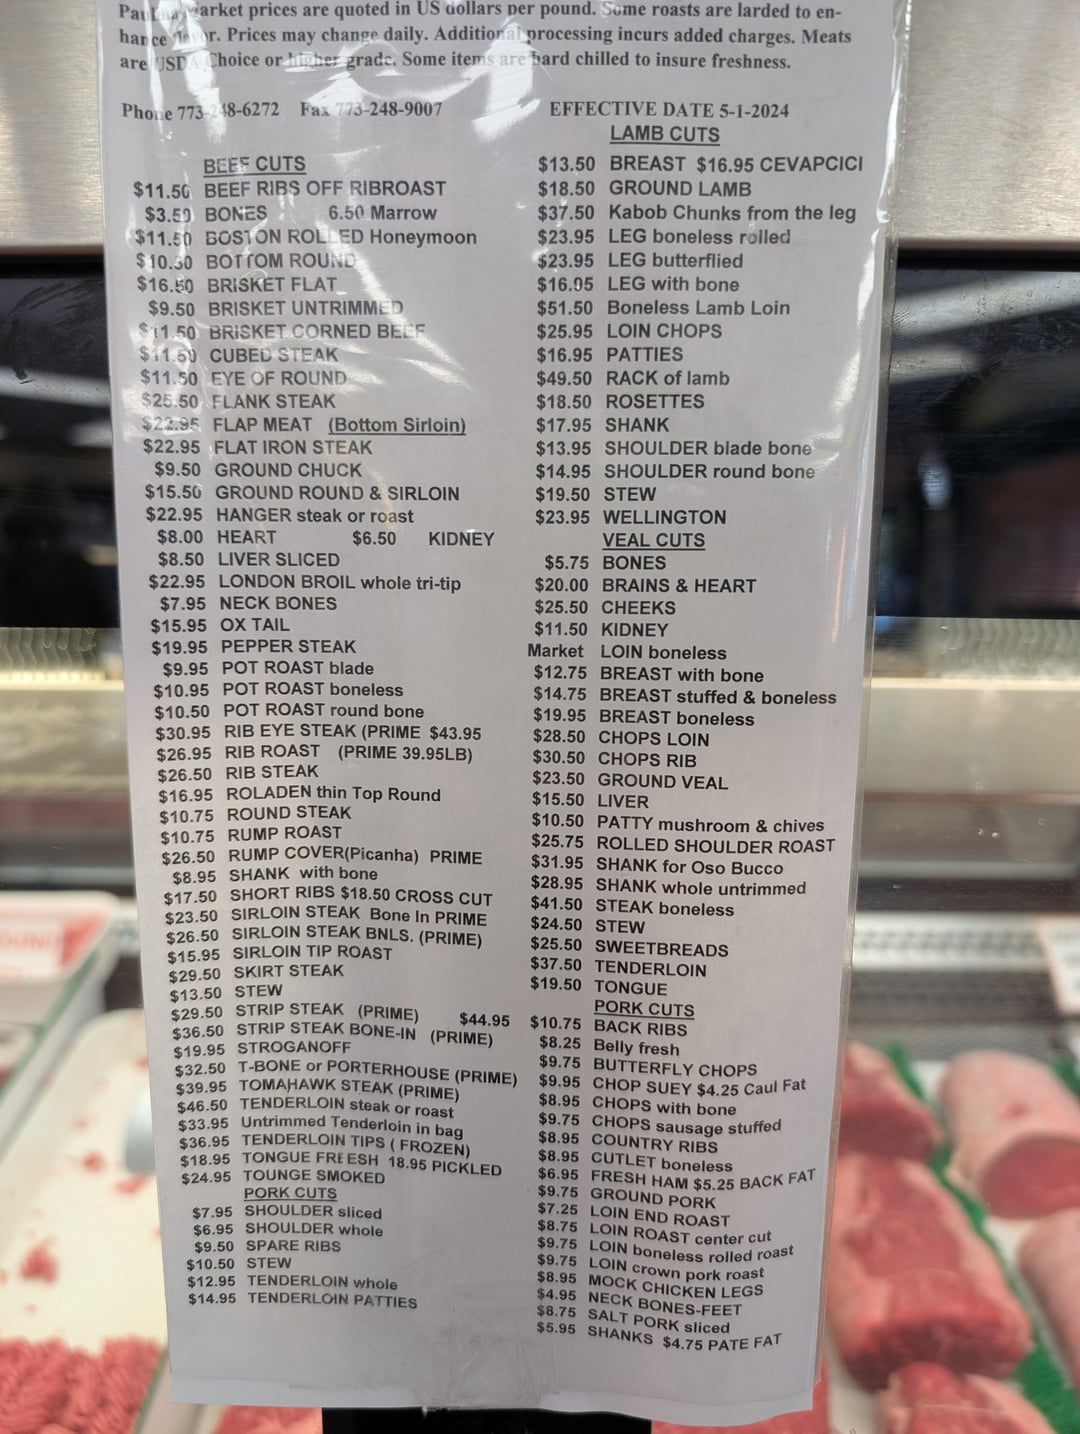 Paulina Market prices are quoted in US dollars per pound. Some roasts are larded to en-
hance flavor. Prices may change daily. Additional processing incurs added charges. Meats
are USDA Choice or higher grade. Some items are hard chilled to insure freshness.
Phone 773-248-6272 Fax 773-248-9007
BEEF CUTS
$11.50 BEEF RIBS OFF RIBROAST
$3.50 BONES 6.50 Marrow
$11.50 BOSTON ROLLED Honeymoon
BOTTOM ROUND
$16.50 BRISKET FLAT
$9.50 BRISKET UNTRIMMED
$11.50 BRISKET CORNED BEEF
$11.50 CUBED STEAK
$11.50 EYE OF ROUND
$25.50 FLANK STEAK
$22.95 FLAP MEAT (Bottom Sirloin)
$22.95 FLAT IRON STEAK
$9.50 GROUND CHUCK
$15.50 GROUND ROUND & SIRLOIN
$22.95 HANGER steak or roast
$8.00 HEART $6.50 KIDNEY
$8.50 LIVER SLICED
$22.95 LONDON BROIL whole tri-tip
$7.95 NECK BONES
$15.95 OX TAIL
$19.95 PEPPER STEAK
$9.95 POT ROAST blade
$10.95 POT ROAST boneless
$10.50 POT ROAST round bone
$30.95 RIB EYE STEAK (PRIME $43.95
$26.95 RIB ROAST (PRIME 39.95LB)
$26.50 RIB STEAK
$16.95 ROLADEN thin Top Round
$10.75 ROUND STEAK
$10.75 RUMP ROAST
$26.50 RUMP COVER(Picanha) PRIME
$8.95 SHANK with bone
$17.50 SHORT RIBS $18.50 CROSS CUT
$23.50 SIRLOIN STEAK Bone In PRIME
$26.50 SIRLOIN STEAK BNLS. (PRIME)
$15.95 SIRLOIN TIP ROAST
$29.50 SKIRT STEAK
$13.50 STEW
$29.50 STRIP STEAK (PRIME) $44.95
$36.50 STRIP STEAK BONE-IN (PRIME)
$19.95 STROGANOFF
$32.50 T-BONE or PORTERHOUSE (PRIME)
$39.95 TOMAHAWK STEAK (PRIME)
$46.50 TENDERLOIN steak or roast
$33.95 Untrimmed Tenderloin in bag
$36.95 TENDERLOIN TIPS ( FROZEN)
$18.95 TONGUE FREESH 18.95 PICKLED
$24.95 TOUNGE SMOKED
PORK CUTS
$7.95 SHOULDER sliced
$6.95 SHOULDER whole
$9.50 SPARE RIBS
$10.50 STEW
$12.95 TENDERLOIN whole
$14.95 TENDERLOIN PATTIES
EFFECTIVE DATE 5-1-2024
LAMB CUTS
$13.50 BREAST $16.95 CEVAPCICI
$18.50 GROUND LAMB
$37.50 Kabob Chunks from the leg
$23.95 LEG boneless rolled
$23.95 LEG butterflied
$16.95 LEG with bone
$51.50 Boneless Lamb Loin
$25.95 LOIN CHOPS
$16.95 PATTIES
$49.50 RACK of lamb
$18.50 ROSETTES
$17.95 SHANK
$13.95 SHOULDER blade bone
$14.95 SHOULDER round bone
$19.50 STEW
$23.95 WELLINGTON
VEAL CUTS
$5.75 BONES
$20.00 BRAINS & HEART
$25.50 CHEEKS
$11.50 KIDNEY
Market LOIN boneless
$12.75 BREAST with bone
$14.75 BREAST stuffed & boneless
$19.95 BREAST boneless
$28.50 CHOPS LOIN
$30.50 CHOPS RIB
$23.50 GROUND VEAL
$15.50 LIVER
$10.50 PATTY mushroom & chives
$25.75 ROLLED SHOULDER ROAST
$31.95 SHANK for Oso Bucco
$28.95 SHANK whole untrimmed
$41.50 STEAK boneless
$24.50 STEW
$25.50 SWEETBREADS
$37.50 TENDERLOIN
$19.50 TONGUE
PORK CUTS
$10.75 BACK RIBS
$8.25 Belly fresh
$9.75 BUTTERFLY CHOPS
$9.95 CHOP SUEY $4.25 Caul Fat
$8.95 CHOPS with bone
$9.75 CHOPS sausage stuffed
$8.95 COUNTRY RIBS
$8.95 CUTLET boneless
$6.95 FRESH HAM $5.25 BACK FAT
$9.75 GROUND PORK
$7.25 LOIN END ROAST
$8.75 LOIN ROAST center cut
$9.75 LOIN boneless rolled roast
$9.75 LOIN crown pork roast
$8.95 MOCK CHICKEN LEGS
$4.95 NECK BONES-FEET
$8.75 SALT PORK sliced
$5.95 SHANKS $4.75 PATE FAT